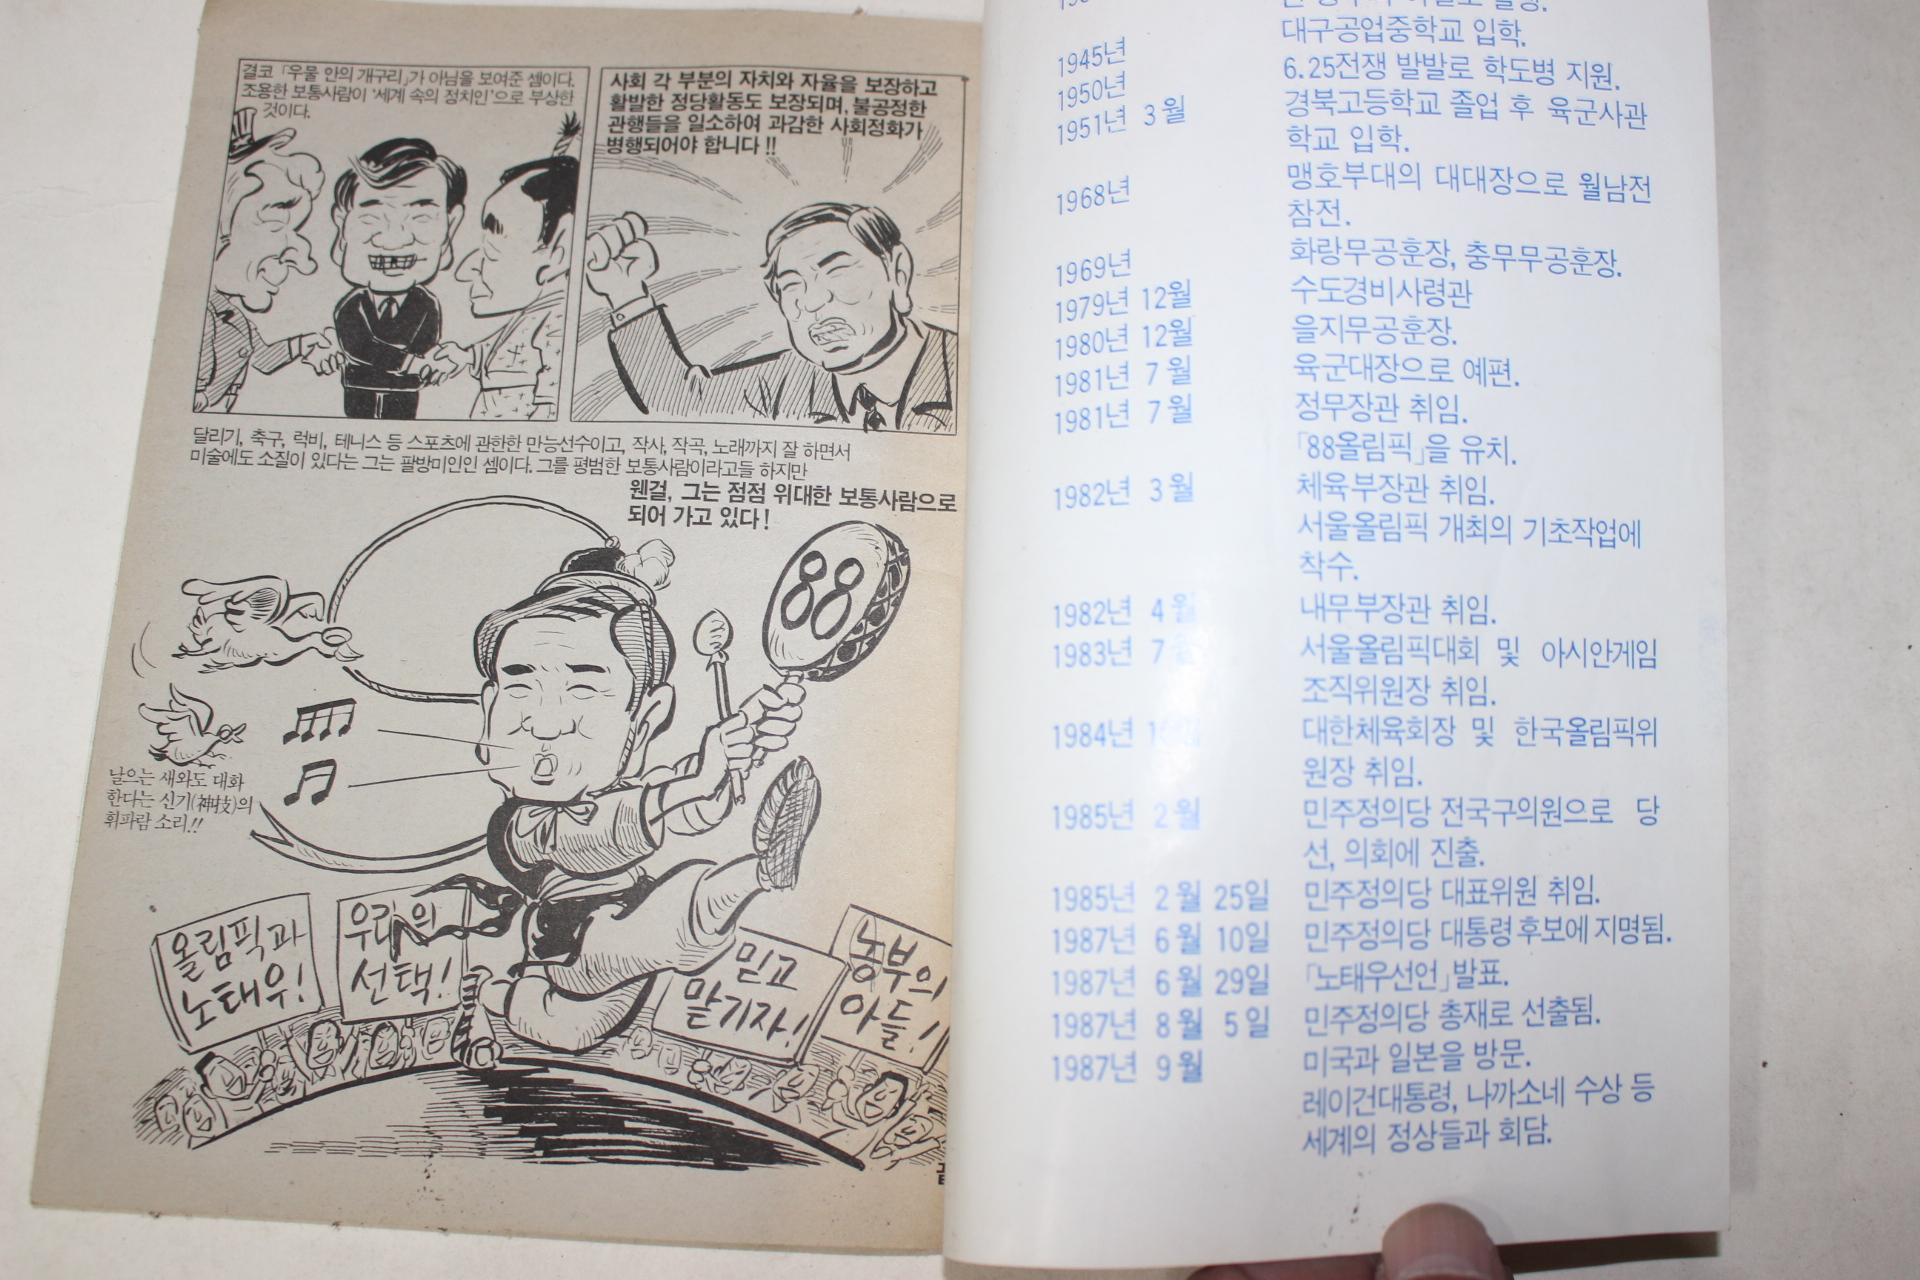 결코 「우물 안의 개구리」가 아님을 보여준 셈이다.
조용한 보통사람이 '세계 속의 정치인'으로 부상한
것이다.
사회 각 부분의 자치와 자율을 보장하고
활발한 정당활동도 보장되며, 불공정한
관행들을 일소하여 과감한 사회정화가
병행되어야 합니다 !!
달리기, 축구, 럭비, 테니스 등 스포츠에 관한한 만능선수이고, 작사, 작곡, 노래까지 잘 하면서
미술에도 소질이 있다는 그는 팔방미인인 셈이다. 그를 평범한 보통사람이라고들 하지만
웬걸, 그는 점점 위대한 보통사람으로
되어 가고 있다!
88
날으는 새와도 대화
한다는 신기(神技)의
휘파람 소리!!
올림픽과
노태우!
우리의
선택!
믿고
맡기자!
농부의
아들!
대구공업중학교 입학.
1945년
1950년 6.25전쟁 발발로 학도병 지원.
1951년 3월 경북고등학교 졸업 후 육군사관
학교 입학.
1968년 맹호부대의 대대장으로 월남전
참전.
1969년 화랑무공훈장, 충무무공훈장.
1979년 12월 수도경비사령관
1980년 12월 을지무공훈장.
1981년 7월 육군대장으로 예편.
1981년 7월 정무장관 취임.
「88올림픽」을 유치.
1982년 3월 체육부장관 취임.
서울올림픽 개최의 기초작업에
착수.
1982년 4월 내무부장관 취임.
1983년 7월 서울올림픽대회 및 아시안게임
조직위원장 취임.
1984년 대한체육회장 및 한국올림픽위
원장 취임.
1985년 2월 민주정의당 전국구의원으로 당
선, 의회에 진출.
1985년 2월 25일 민주정의당 대표위원 취임.
1987년 6월 10일 민주정의당 대통령후보에 지명됨.
1987년 6월 29일 「노태우선언」발표.
1987년 8월 5일 민주정의당 총재로 선출됨.
1987년 9월 미국과 일본을 방문.
레이건대통령, 나까소네 수상 등
세계의 정상들과 회담.